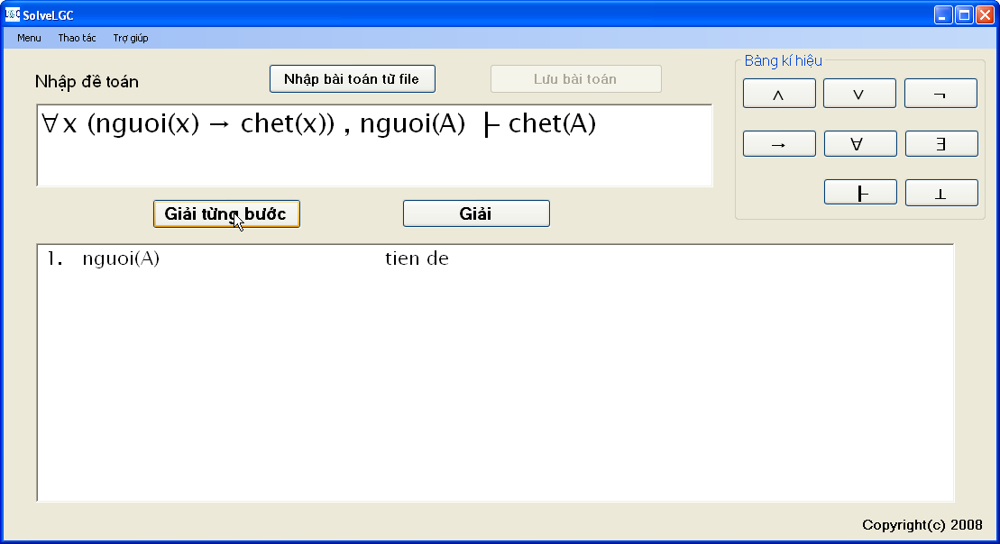 SolveLGC
Menu Thao tác Trợ giúp
Nhập đề toán
Nhập bài toán từ file
Lưu bài toán
∀x (nguoi(x) → chet(x)) , nguoi(A) ├ chet(A)
Giải từng bước
Giải
Bảng kí hiệu
∧ ∨ ¬
→ ∀ ∃
├ ⊥
1. nguoi(A) tien de
Copyright(c) 2008